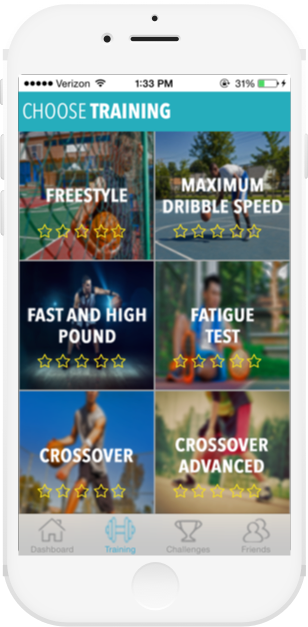 Verizon 1:33 PM 31%
CHOOSE TRAINING
FREESTYLE
MAXIMUM
DRIBBLE SPEED
FAST AND HIGH
POUND
FATIGUE
TEST
CROSSOVER
CROSSOVER
ADVANCED
Dashboard Training Challenges Friends